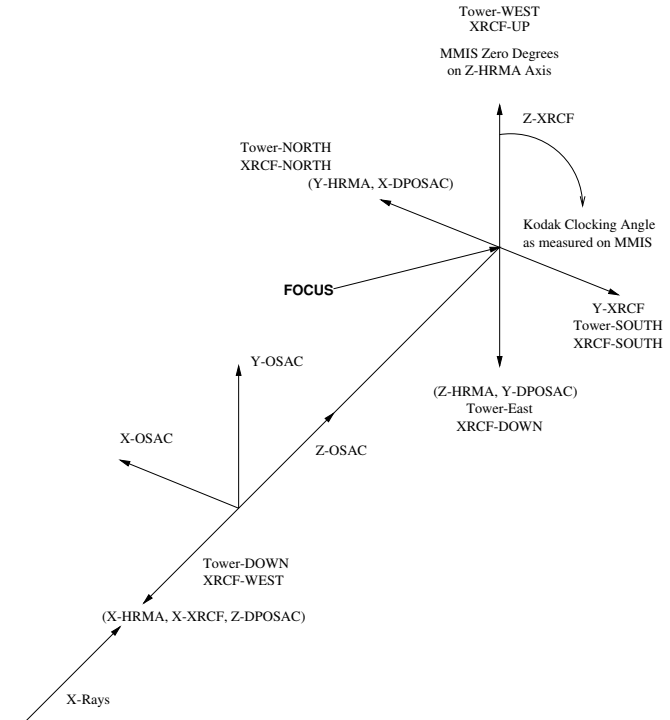 Tower-WEST
XRCF-UP
MMIS Zero Degrees
on Z-HRMA Axis
Z-XRCF
Tower-NORTH
XRCF-NORTH
(Y-HRMA, X-DPOSAC)
Kodak Clocking Angle
as measured on MMIS
FOCUS
Y-XRCF
Tower-SOUTH
XRCF-SOUTH
Y-OSAC
(Z-HRMA, Y-DPOSAC)
Tower-East
XRCF-DOWN
X-OSAC
Z-OSAC
Tower-DOWN
XRCF-WEST
(X-HRMA, X-XRCF, Z-DPOSAC)
X-Rays